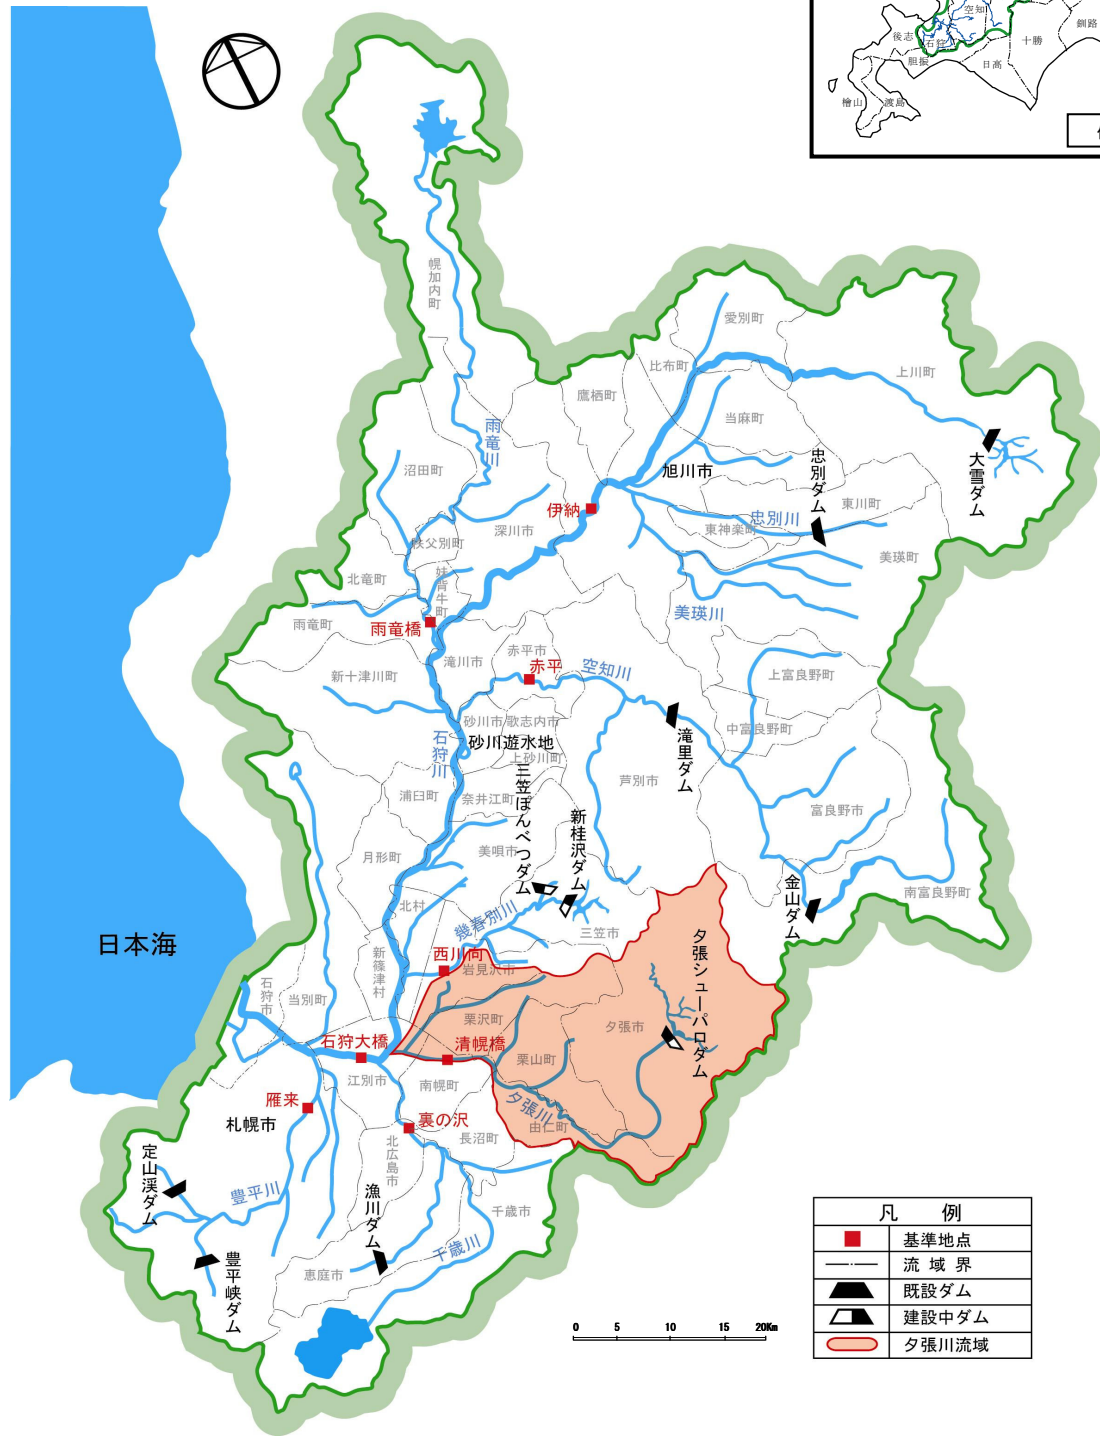 空知
後志
石狩
胆振
日高
十勝
釧路
檜山
渡島
幌加内町
愛別町
比布町
上川町
鷹栖町
当麻町
雨竜川
沼田町
旭川市
忠別ダム
大雪ダム
伊納
深川市
忠別川
東川町
東神楽町
秩父別町
美瑛町
北竜町
妹背牛町
美瑛川
雨竜町
雨竜橋
滝川市
赤平市
赤平
空知川
上富良野町
新十津川町
砂川市
歌志内市
中富良野町
石狩川
砂川遊水地
上砂川町
滝里ダム
三笠ぽんべつダム
芦別市
浦臼町
奈井江町
新桂沢ダム
富良野市
月形町
美唄市
金山ダム
南富良野町
北村
幾春別川
三笠市
日本海
新篠津村
西川向
岩見沢市
夕張シューパロダム
石狩市
当別町
栗沢町
夕張市
石狩大橋
清幌橋
栗山町
江別市
南幌町
雁来
夕張川
札幌市
裏の沢
由仁町
長沼町
定山渓ダム
北広島市
豊平川
漁川ダム
千歳市
千歳川
豊平峡ダム
恵庭市
0 5 10 15 20Km
凡 例
基準地点
流 域 界
既設ダム
建設中ダム
夕張川流域